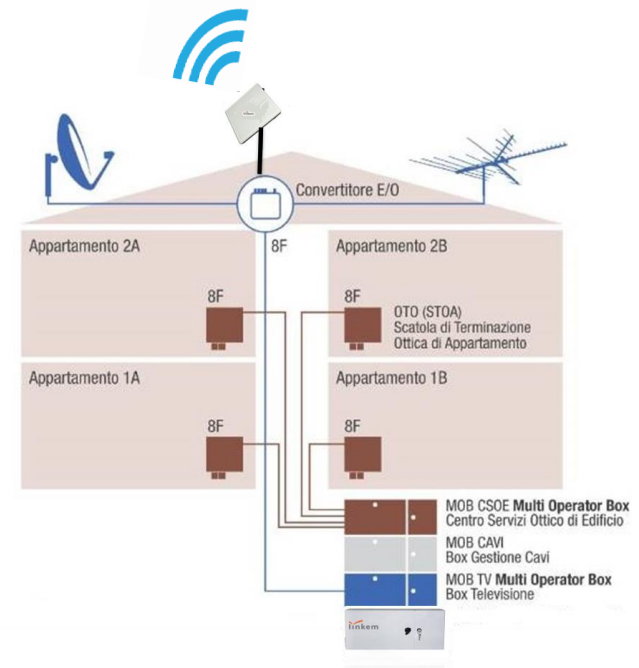 Convertitore E/O
Appartamento 2A
8F
Appartamento 2B
8F
8F
OTO (STOA)
Scatola di Terminazione
Ottica di Appartamento
Appartamento 1A
Appartamento 1B
8F
8F
MOB CSOE Multi Operator Box
Centro Servizi Ottico di Edificio
MOB CAVI
Box Gestione Cavi
MOB TV Multi Operator Box
Box Televisione
linkem